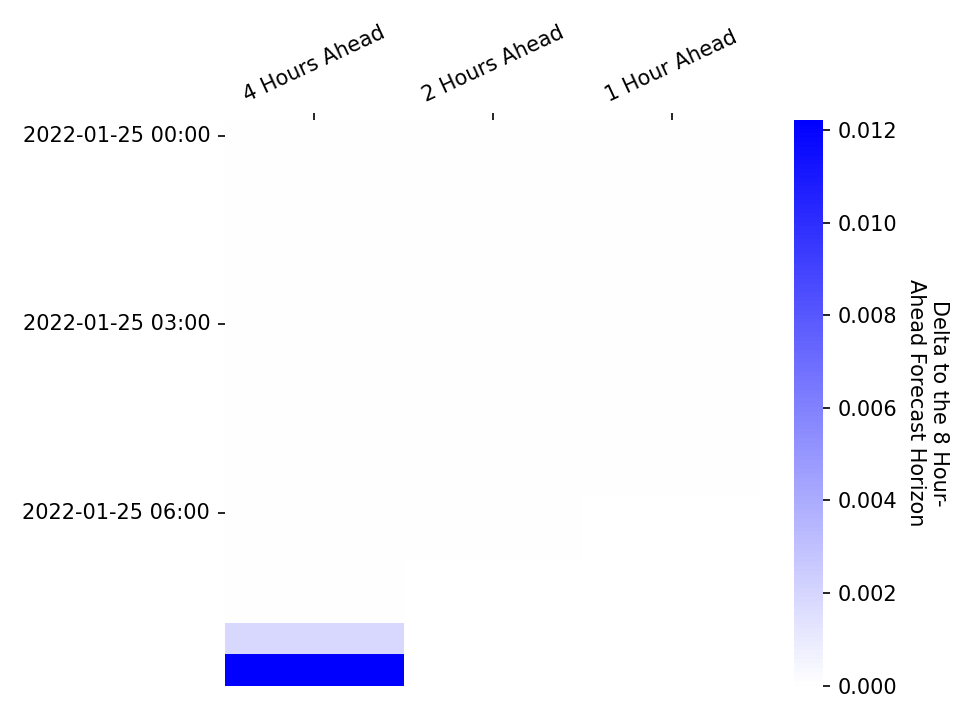 4 Hours Ahead
2 Hours Ahead
1 Hour Ahead
2022-01-25 00:00
2022-01-25 03:00
2022-01-25 06:00
0.012
0.010
0.008
0.006
0.004
0.002
0.000
Delta to the 8 Hour-
Ahead Forecast Horizon